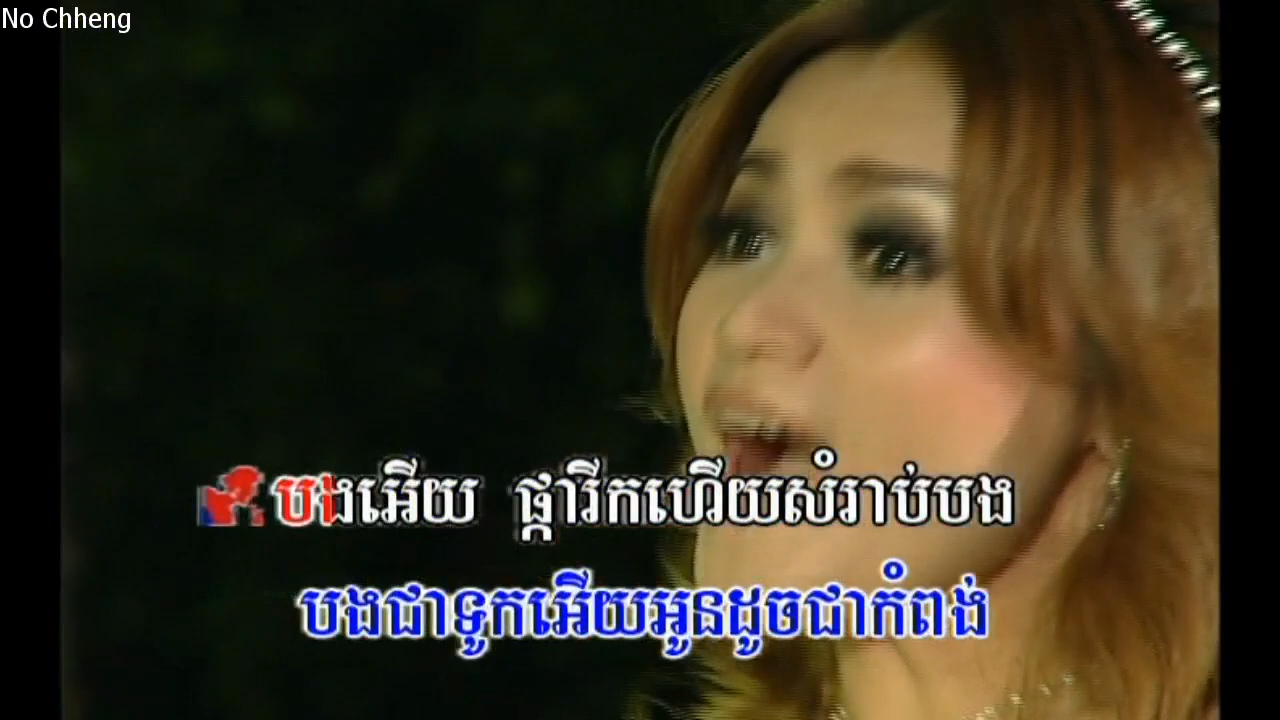 No Chheng
បងអើយ ផ្ការីកហើយសំរាប់បង
បងជាទូកអើយអូនដូចជាកំពង់